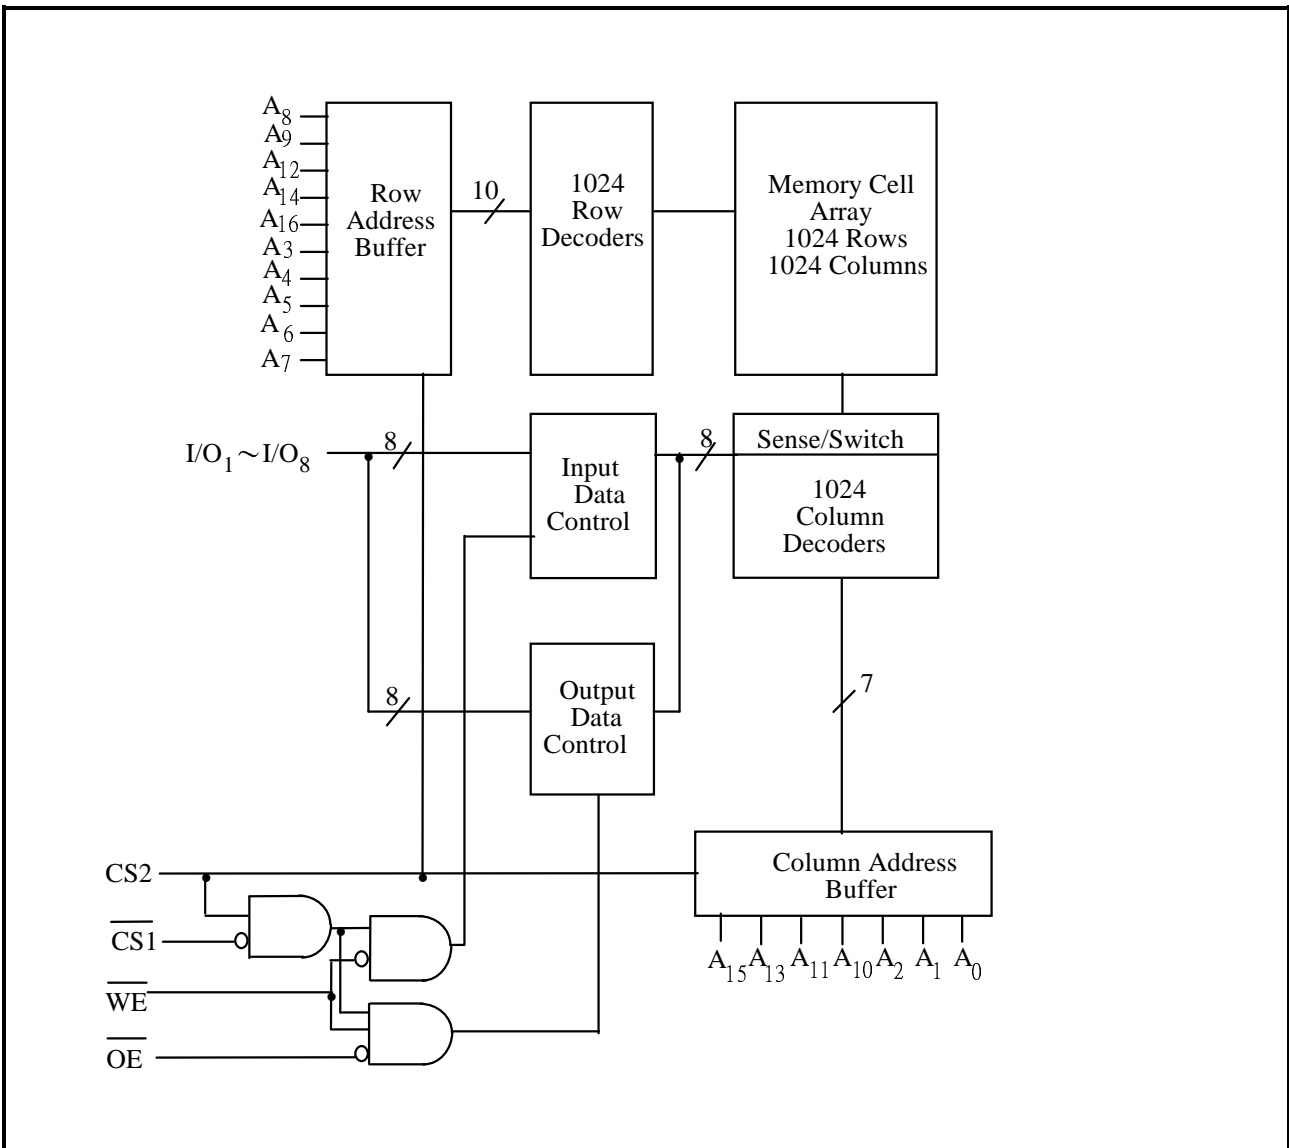 A8
A9
A12
A14
A16
A3
A4
A5
A6
A7
Row
Address
Buffer
10
1024
Row
Decoders
Memory Cell
Array
1024 Rows
1024 Columns
I/O1~I/O8
8
Input
Data
Control
8
Sense/Switch
1024
Column
Decoders
8
Output
Data
Control
7
CS2
CS1
WE
OE
Column Address
Buffer
A15 A13 A11 A10 A2 A1 A0